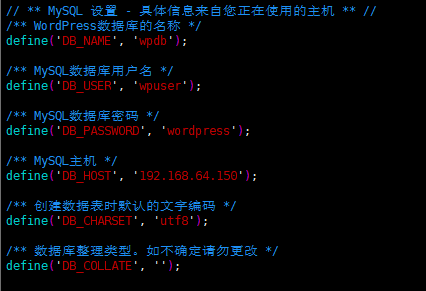 // ** MySQL 设置 - 具体信息来自您正在使用的主机 ** //
/** WordPress数据库的名称 */
define('DB_NAME', 'wpdb');
/** MySQL数据库用户名 */
define('DB_USER', 'wpuser');
/** MySQL数据库密码 */
define('DB_PASSWORD', 'wordpress');
/** MySQL主机 */
define('DB_HOST', '192.168.64.150');
/** 创建数据表时默认的文字编码 */
define('DB_CHARSET', 'utf8');
/** 数据库整理类型。如不确定请勿更改 */
define('DB_COLLATE', '');